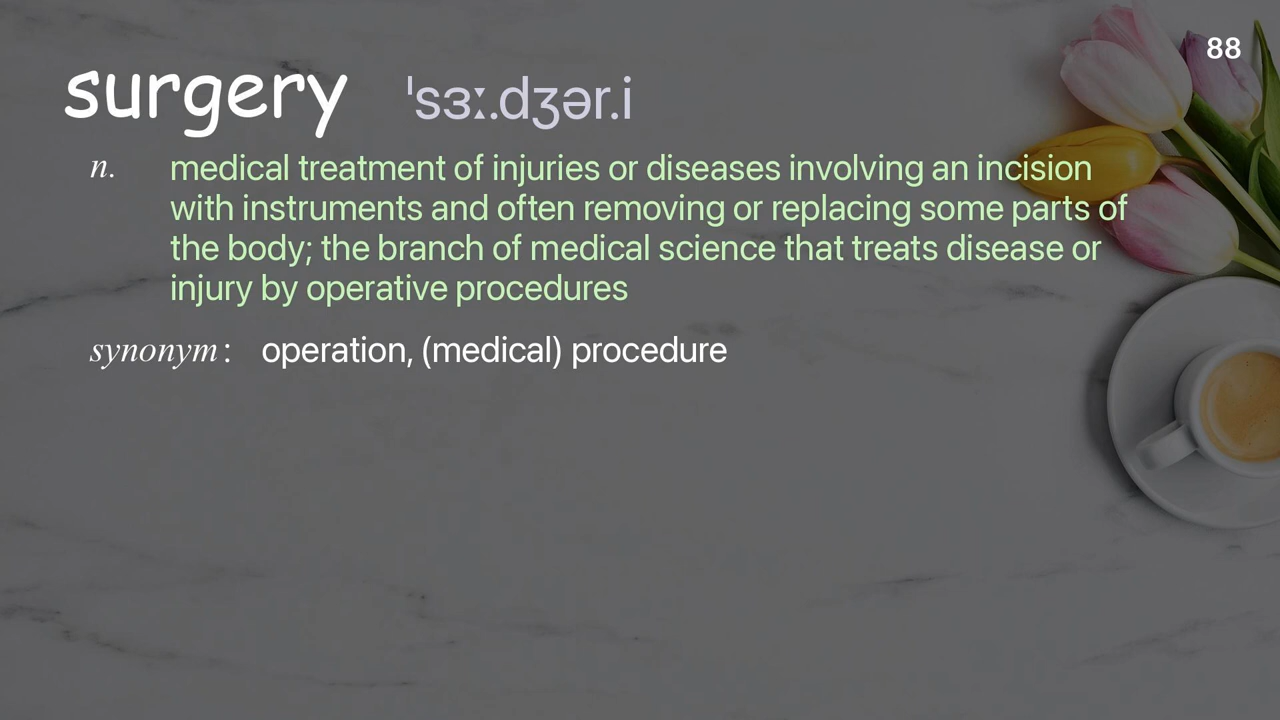 88
surgery ˈsɜː.dʒər.i
n. medical treatment of injuries or diseases involving an incision
with instruments and often removing or replacing some parts of
the body; the branch of medical science that treats disease or
injury by operative procedures
synonym : operation, (medical) procedure